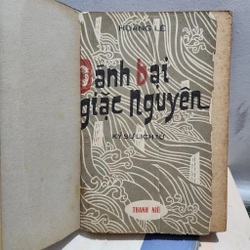 HOÀNG LÊ
Đánh bại
giặc Nguyên
KÝ SỰ LỊCH SỬ
THANH NIÊN